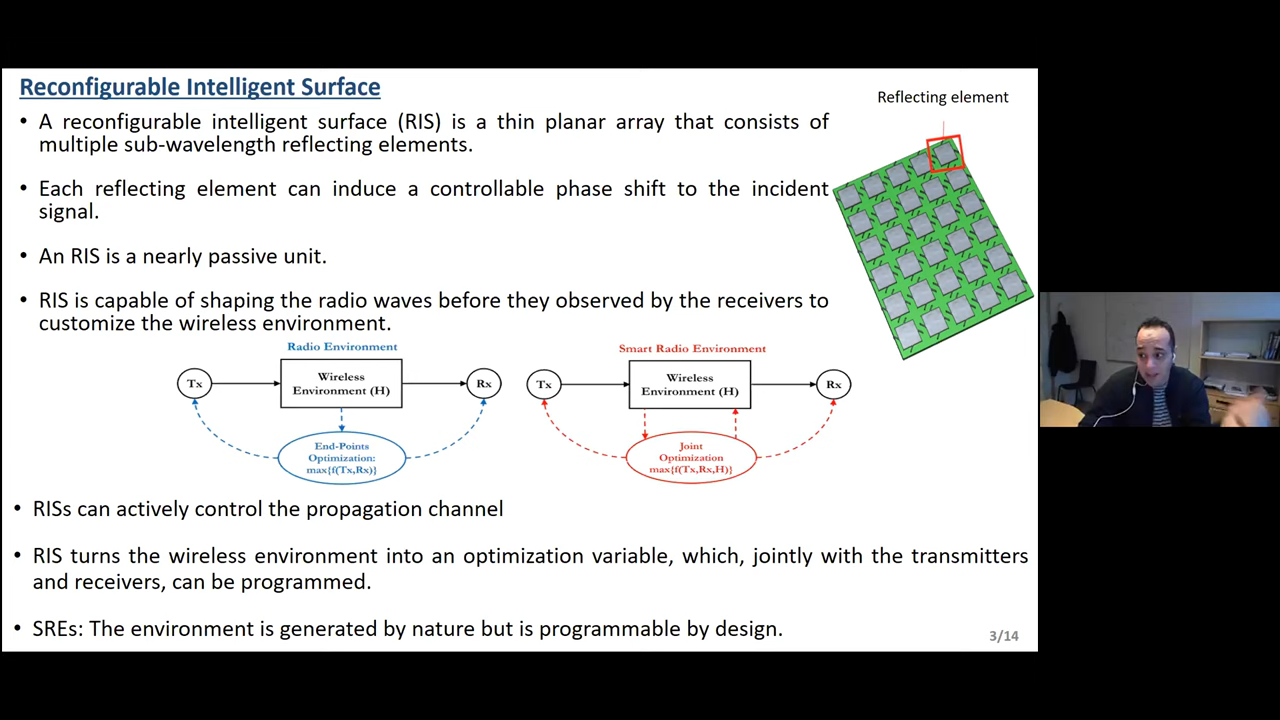 Reconfigurable Intelligent Surface
Reflecting element
• A reconfigurable intelligent surface (RIS) is a thin planar array that consists of
multiple sub-wavelength reflecting elements.
• Each reflecting element can induce a controllable phase shift to the incident
signal.
• An RIS is a nearly passive unit.
• RIS is capable of shaping the radio waves before they observed by the receivers to
customize the wireless environment.
Radio Environment
Tx
Wireless
Environment (H)
Rx
End-Points
Optimization:
max{f(Tx,Rx)}
Smart Radio Environment
Tx
Wireless
Environment (H)
Rx
Joint
Optimization
max{f(Tx,Rx,H)}
• RISs can actively control the propagation channel
• RIS turns the wireless environment into an optimization variable, which, jointly with the transmitters
and receivers, can be programmed.
• SREs: The environment is generated by nature but is programmable by design.
3/14